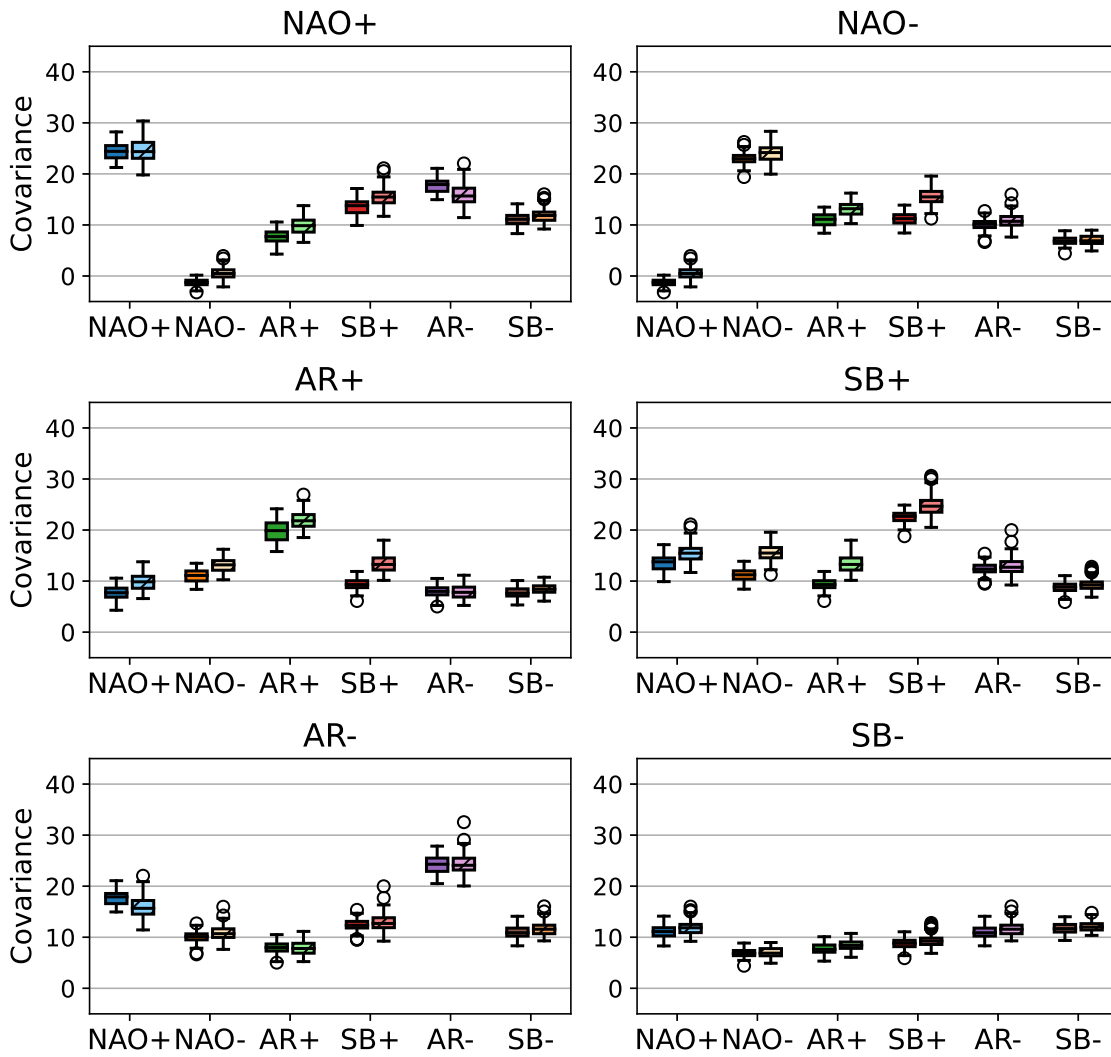 NAO+ NAO-
Covariance 40 30 20 10 0 40 30 20 10 0
NAO+ NAO- AR+ SB+ AR- SB- NAO+ NAO- AR+ SB+ AR- SB-
AR+ SB+
40 30 20 10 0 40 30 20 10 0
NAO+ NAO- AR+ SB+ AR- SB- NAO+ NAO- AR+ SB+ AR- SB-
AR- SB-
Covariance 40 30 20 10 0 40 30 20 10 0
NAO+ NAO- AR+ SB+ AR- SB- NAO+ NAO- AR+ SB+ AR- SB-